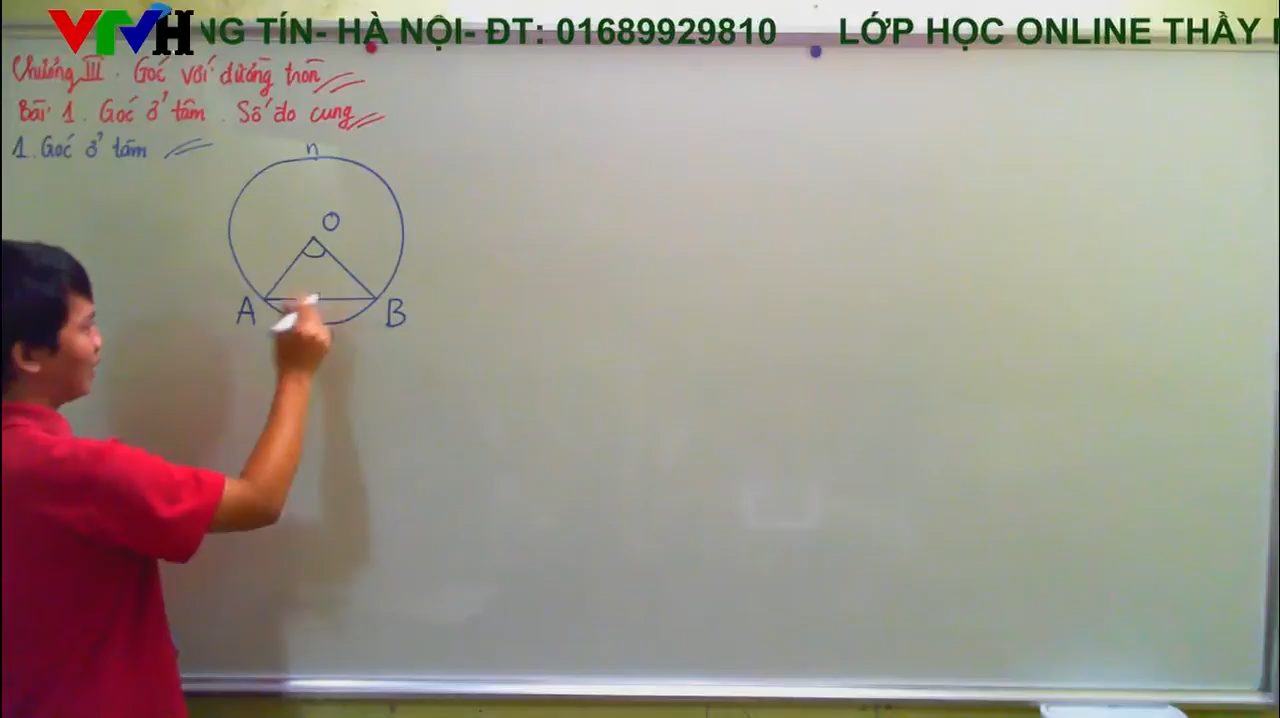 VTVH
NG TÍN- HÀ NỘI- ĐT: 01689929810 LỚP HỌC ONLINE THẦY
Chương III. Góc với đường tròn
Bài 1. Góc ở tâm. Số đo cung
1. Góc ở tâm
n
O
A
B